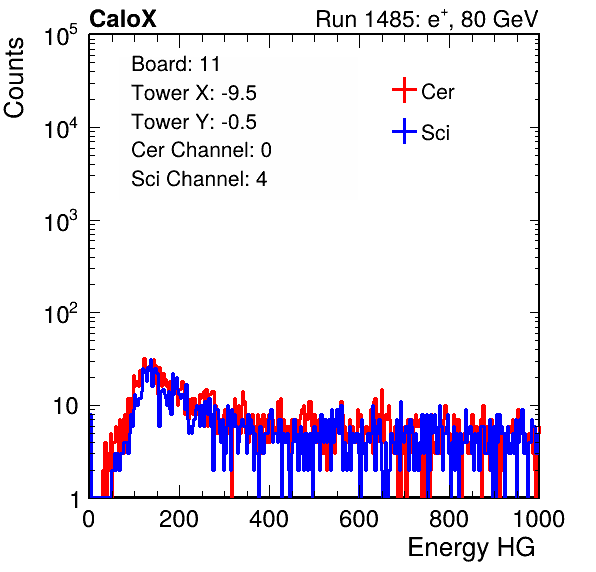 CaloX Run 1485: e⁺, 80 GeV
Counts
Board: 11
Tower X: -9.5
Tower Y: -0.5
Cer Channel: 0
Sci Channel: 4
Cer
Sci
10⁵
10⁴
10³
10²
10
1
0 200 400 600 800 1000
Energy HG